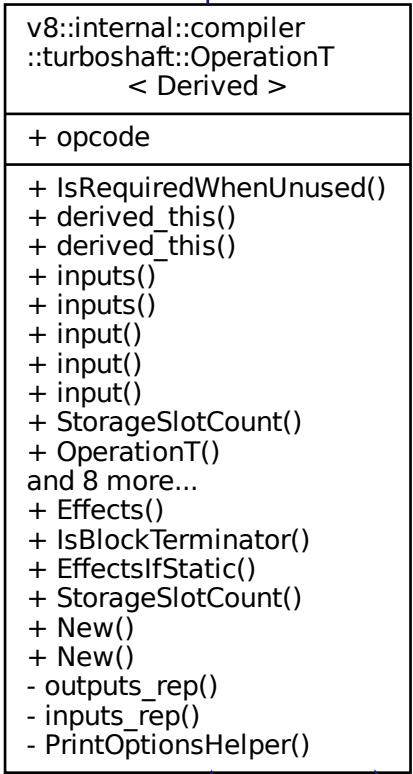 v8::internal::compiler
::turboshaft::OperationT
< Derived >
+ opcode
+ IsRequiredWhenUnused()
+ derived_this()
+ derived_this()
+ inputs()
+ inputs()
+ input()
+ input()
+ input()
+ StorageSlotCount()
+ OperationT()
and 8 more...
+ Effects()
+ IsBlockTerminator()
+ EffectsIfStatic()
+ StorageSlotCount()
+ New()
+ New()
- outputs_rep()
- inputs_rep()
- PrintOptionsHelper()